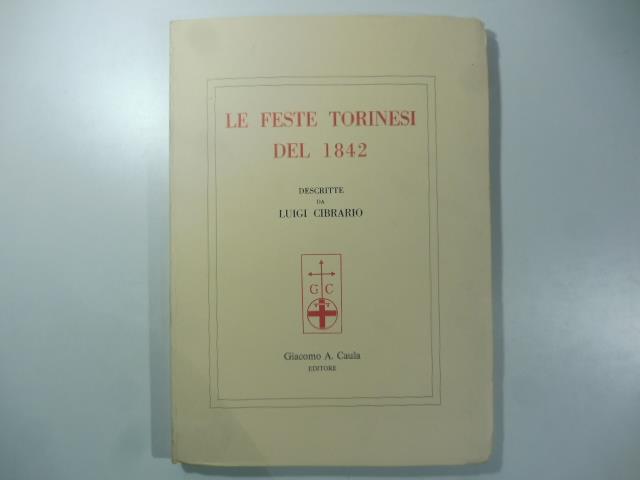 LE FESTE TORINESI
DEL 1842
DESCRITTE
DA
LUIGI CIBRARIO
G C
Giacomo A. Caula
EDITORE